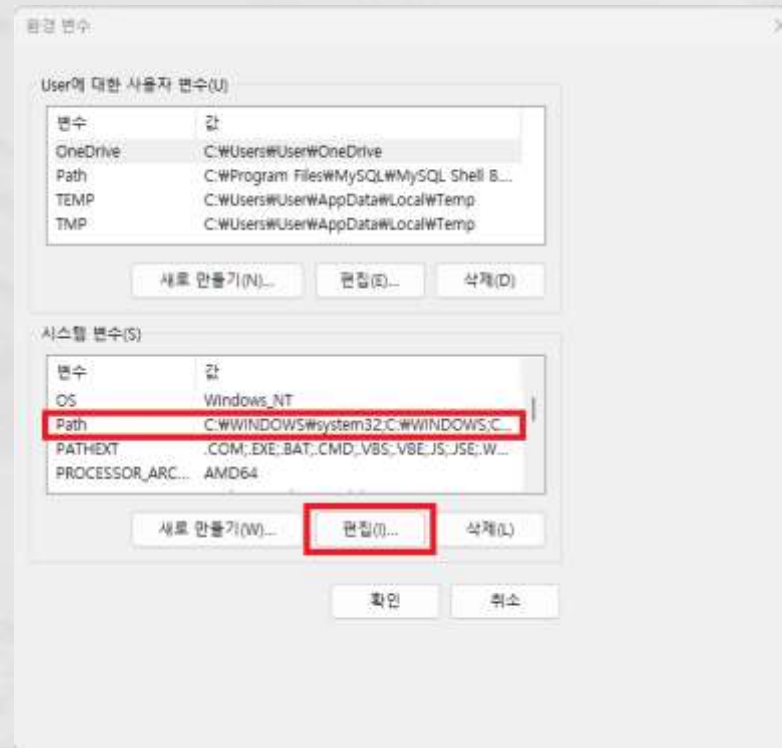 환경 변수
User에 대한 사용자 변수(U)
변수 값
OneDrive C:₩Users₩User₩OneDrive
Path C:₩Program Files₩MySQL₩MySQL Shell 8....
TEMP C:₩Users₩User₩AppData₩Local₩Temp
TMP C:₩Users₩User₩AppData₩Local₩Temp
새로 만들기(N)... 편집(E)... 삭제(D)
시스템 변수(S)
변수 값
OS Windows_NT
Path C:₩WINDOWS₩system32;C:₩WINDOWS;C...
PATHEXT .COM;.EXE;.BAT;.CMD;.VBS;.VBE;.JS;.JSE;.W...
PROCESSOR_ARC... AMD64
새로 만들기(W)... 편집(I)... 삭제(L)
확인 취소